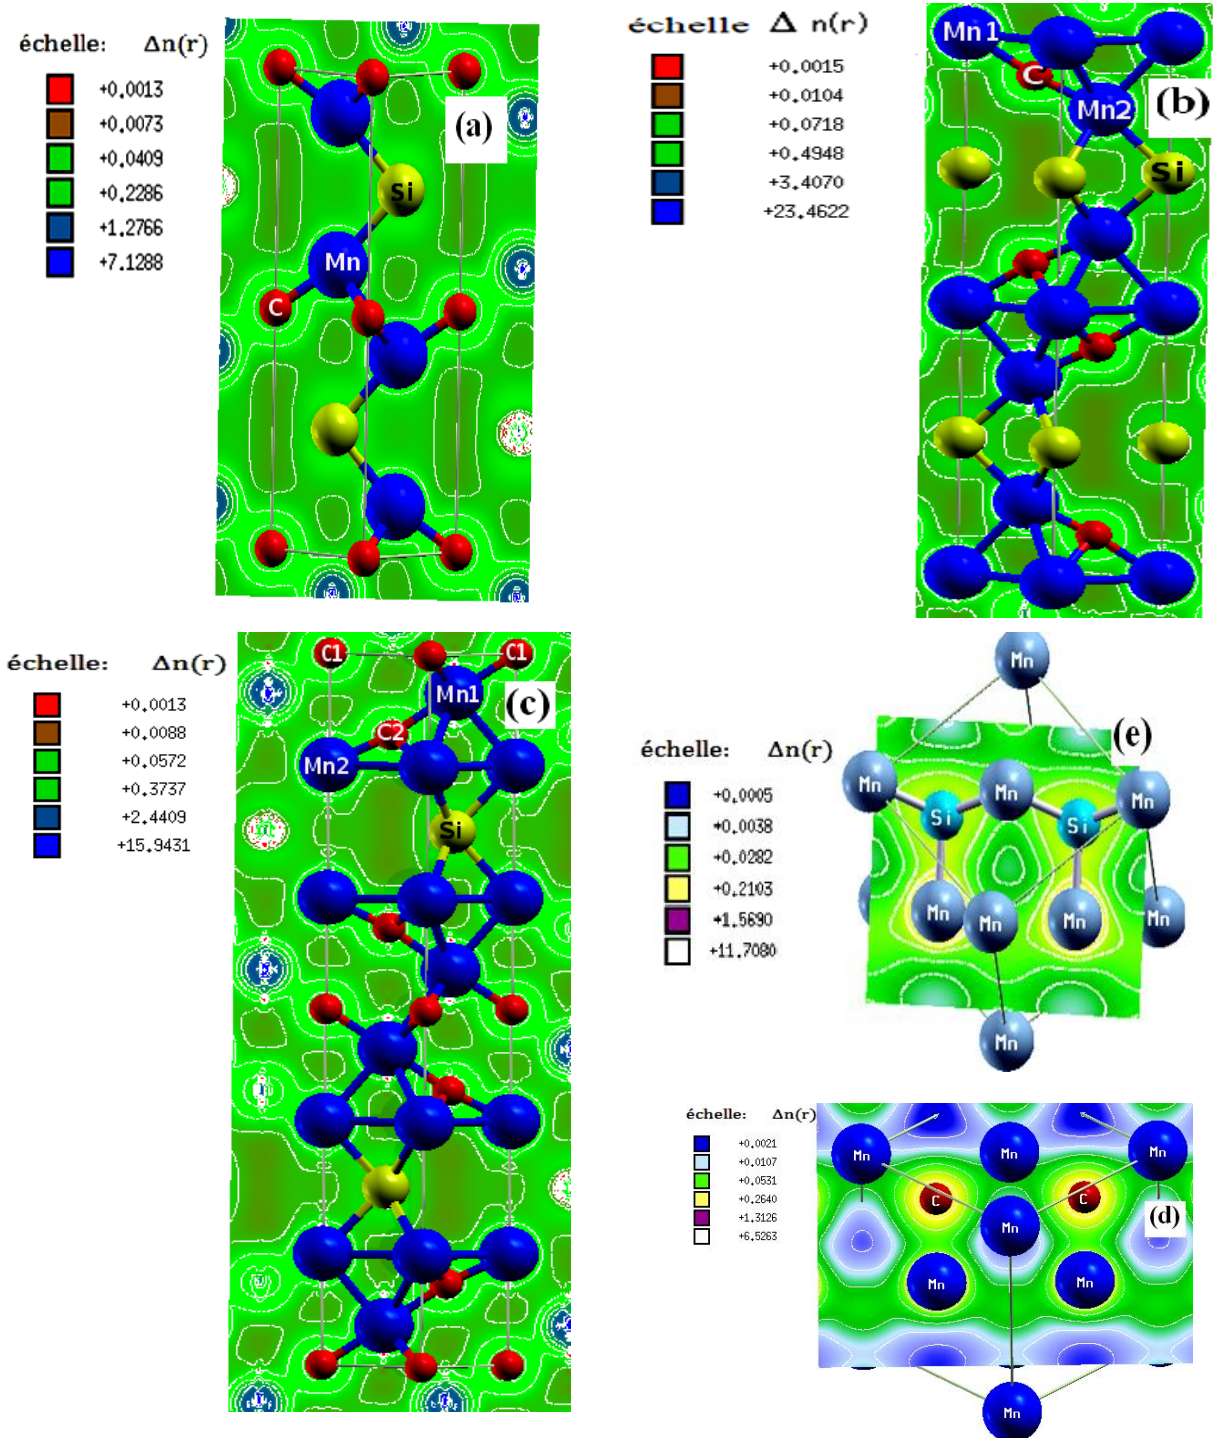 échelle: Δn(r)
+0.0013
+0.0073
+0.0409
+0.2286
+1.2766
+7.1288
(a)
Si
Mn
C
échelle Δ n(r)
+0.0015
+0.0104
+0.0718
+0.4948
+3.4070
+23.4622
Mn1
C
Mn2
(b)
Si
échelle: Δn(r)
+0.0013
+0.0088
+0.0572
+0.3737
+2.4409
+15.9431
C1
C1
Mn1
(c)
C2
Mn2
Si
échelle: Δn(r)
+0.0005
+0.0038
+0.0282
+0.2103
+1.5690
+11.7080
Mn
(e)
Mn
Mn
Mn
Si
Si
Mn
Mn
Mn
Mn
Mn
échelle: Δn(r)
+0.0021
+0.0107
+0.0531
+0.2640
+1.3126
+6.5263
Mn
Mn
Mn
C
C
(d)
Mn
Mn
Mn
Mn